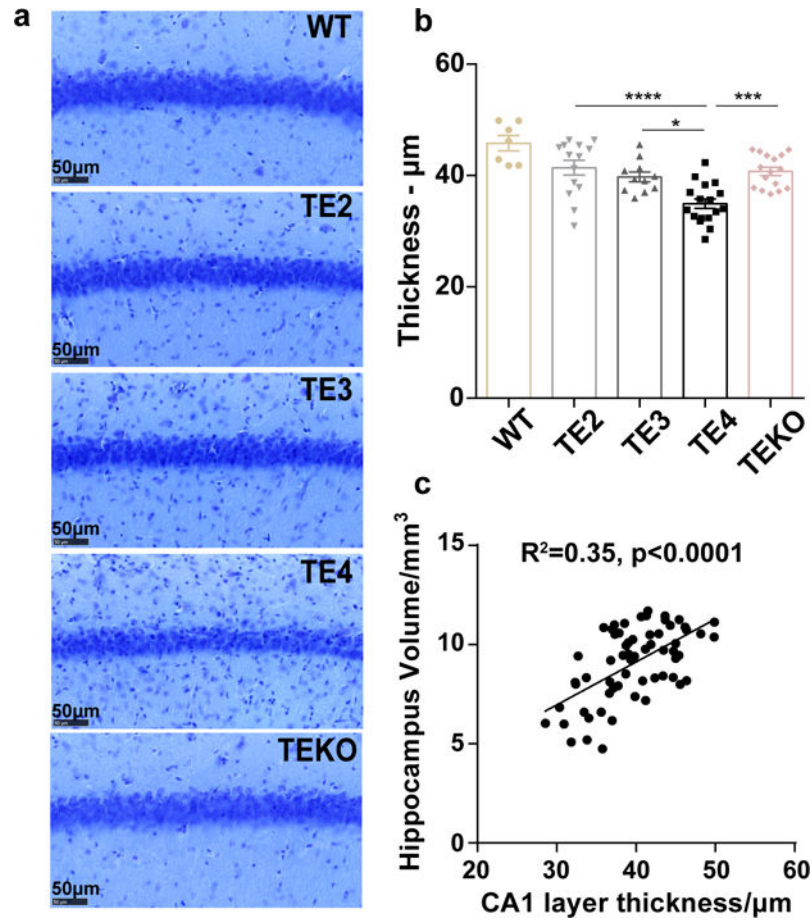 a
WT
50μm
TE2
50μm
TE3
50μm
TE4
50μm
TEKO
50μm
b
Thickness - μm
60
40
20
0
****
***
*
WT
TE2
TE3
TE4
TEKO
c
Hippocampus Volume/mm³
R²=0.35, p<0.0001
15
10
5
0
20
30
40
50
60
CA1 layer thickness/μm